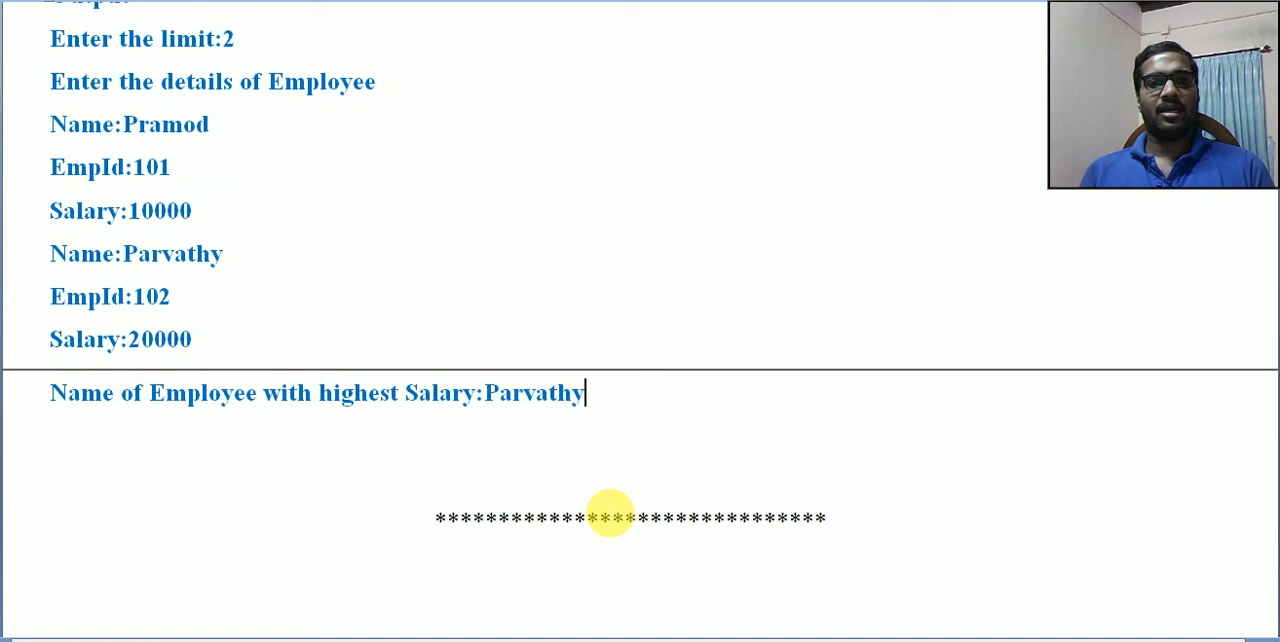 Enter the limit:2
Enter the details of Employee
Name:Pramod
EmpId:101
Salary:10000
Name:Parvathy
EmpId:102
Salary:20000
Name of Employee with highest Salary:Parvathy
*******************************